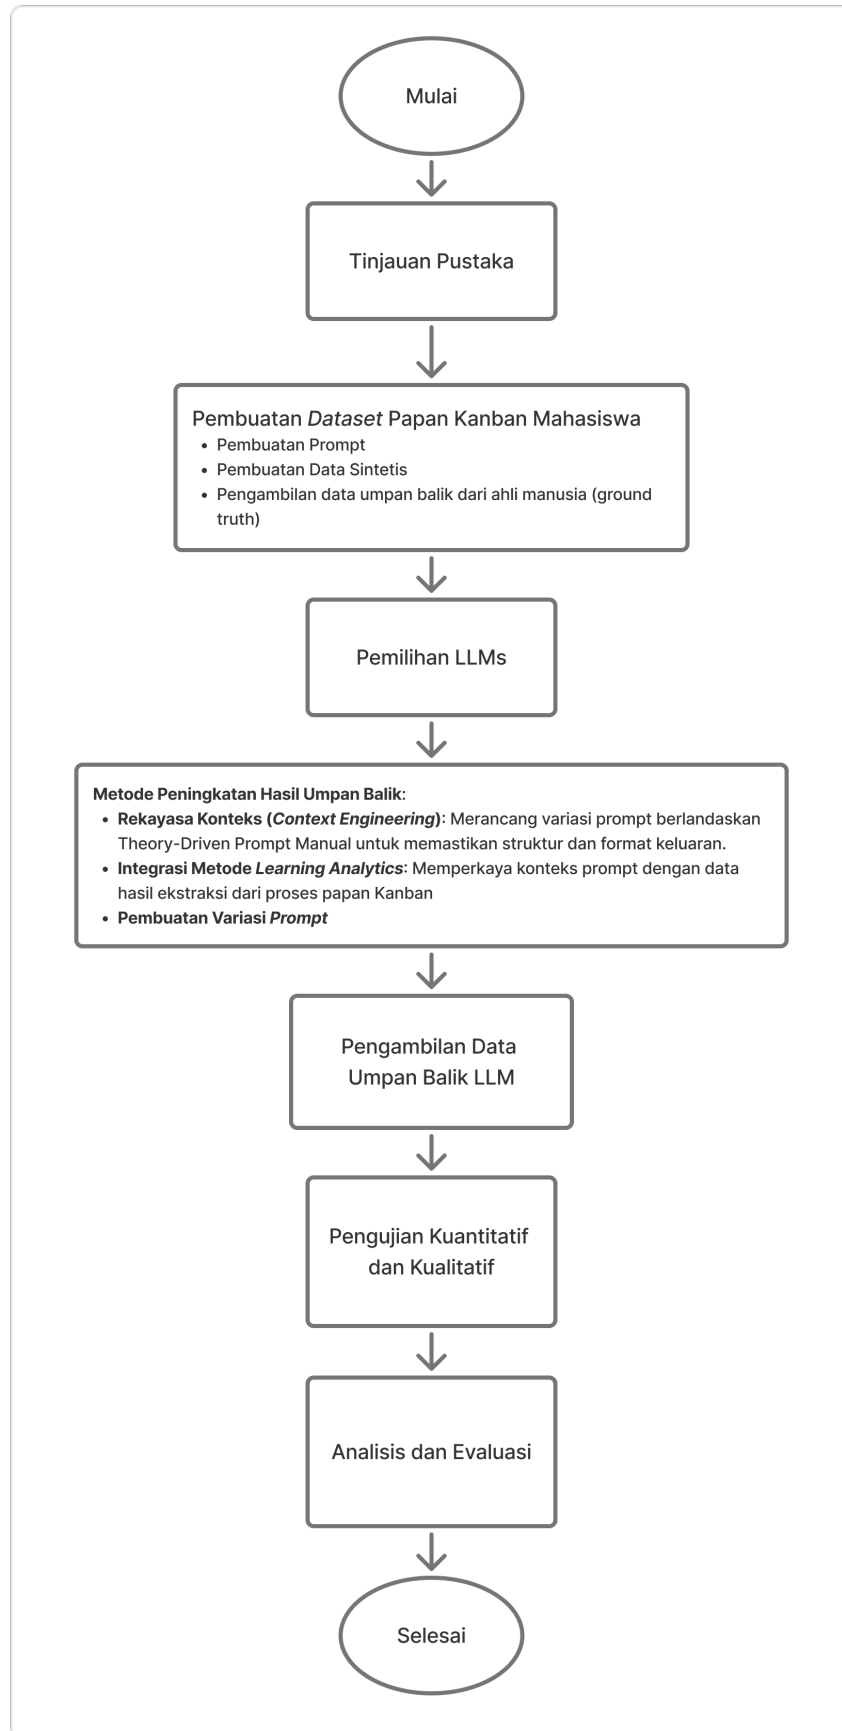 Mulai
Tinjauan Pustaka
Pembuatan Dataset Papan Kanban Mahasiswa
• Pembuatan Prompt
• Pembuatan Data Sintetis
• Pengambilan data umpan balik dari ahli manusia (ground
truth)
Pemilihan LLMs
Metode Peningkatan Hasil Umpan Balik:
• Rekayasa Konteks (Context Engineering): Merancang variasi prompt berlandaskan
Theory-Driven Prompt Manual untuk memastikan struktur dan format keluaran.
• Integrasi Metode Learning Analytics: Memperkaya konteks prompt dengan data
hasil ekstraksi dari proses papan Kanban
• Pembuatan Variasi Prompt
Pengambilan Data
Umpan Balik LLM
Pengujian Kuantitatif
dan Kualitatif
Analisis dan Evaluasi
Selesai